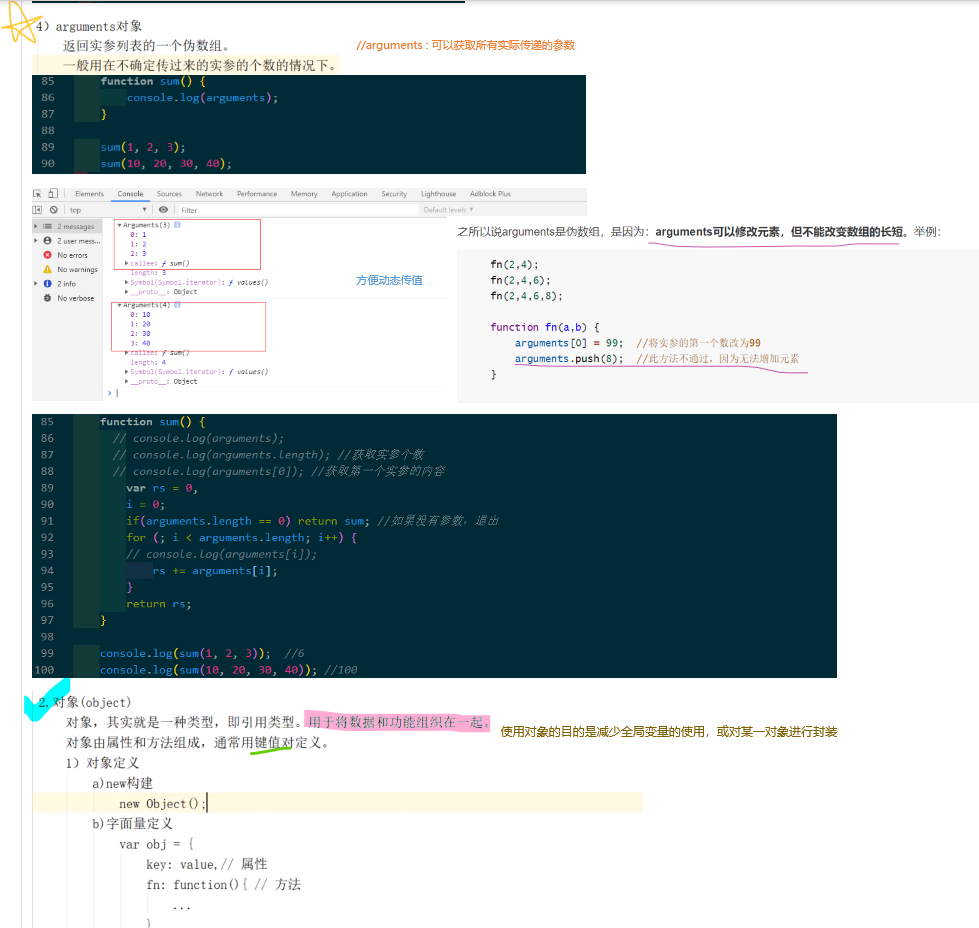 4）arguments对象
返回实参列表的一个伪数组。
//arguments : 可以获取所有实际传递的参数
一般用在不确定传过来的实参的个数的情况下。
85 function sum() {
86 console.log(arguments);
87 }
88
89 sum(1, 2, 3);
90 sum(10, 20, 30, 40);
Elements Console Sources Network Performance Memory Application Security Lighthouse Adblock Plus
top Filter Default levels ▼
2 messages
2 user mess...
No errors
No warnings
2 info
No verbose
▼Arguments(3)
0: 1
1: 2
2: 3
▶callee: ƒ sum()
length: 3
▶Symbol(Symbol.iterator): ƒ values()
▶__proto__: Object
▼Arguments(4)
0: 10
1: 20
2: 30
3: 40
▶callee: ƒ sum()
length: 4
▶Symbol(Symbol.iterator): ƒ values()
▶__proto__: Object
>
方便动态传值
之所以说arguments是伪数组，是因为：arguments可以修改元素，但不能改变数组的长短。举例：
fn(2,4);
fn(2,4,6);
fn(2,4,6,8);
function fn(a,b) {
arguments[0] = 99; //将实参的第一个数改为99
arguments.push(8); //此方法不通过，因为无法增加元素
}
85 function sum() {
86 // console.log(arguments);
87 // console.log(arguments.length); //获取实参个数
88 // console.log(arguments[0]); //获取第一个实参的内容
89 var rs = 0,
90 i = 0;
91 if(arguments.length == 0) return sum; //如果没有参数，退出
92 for (; i < arguments.length; i++) {
93 // console.log(arguments[i]);
94 rs += arguments[i];
95 }
96 return rs;
97 }
98
99 console.log(sum(1, 2, 3)); //6
100 console.log(sum(10, 20, 30, 40)); //100
2.对象(object)
对象，其实就是一种类型，即引用类型。用于将数据和功能组织在一起。
使用对象的目的是减少全局变量的使用，或对某一对象进行封装
对象由属性和方法组成，通常用键值对定义。
1）对象定义
a)new构建
new Object();
b)字面量定义
var obj = {
key: value,// 属性
fn: function(){ // 方法
...
}